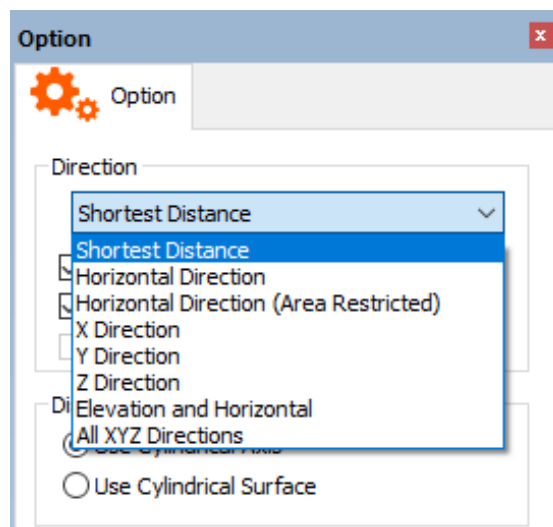 Option
Option
Direction
Shortest Distance
Shortest Distance
Horizontal Direction
Horizontal Direction (Area Restricted)
X Direction
Y Direction
Z Direction
Elevation and Horizontal
All XYZ Directions
Use Cylindrical Surface